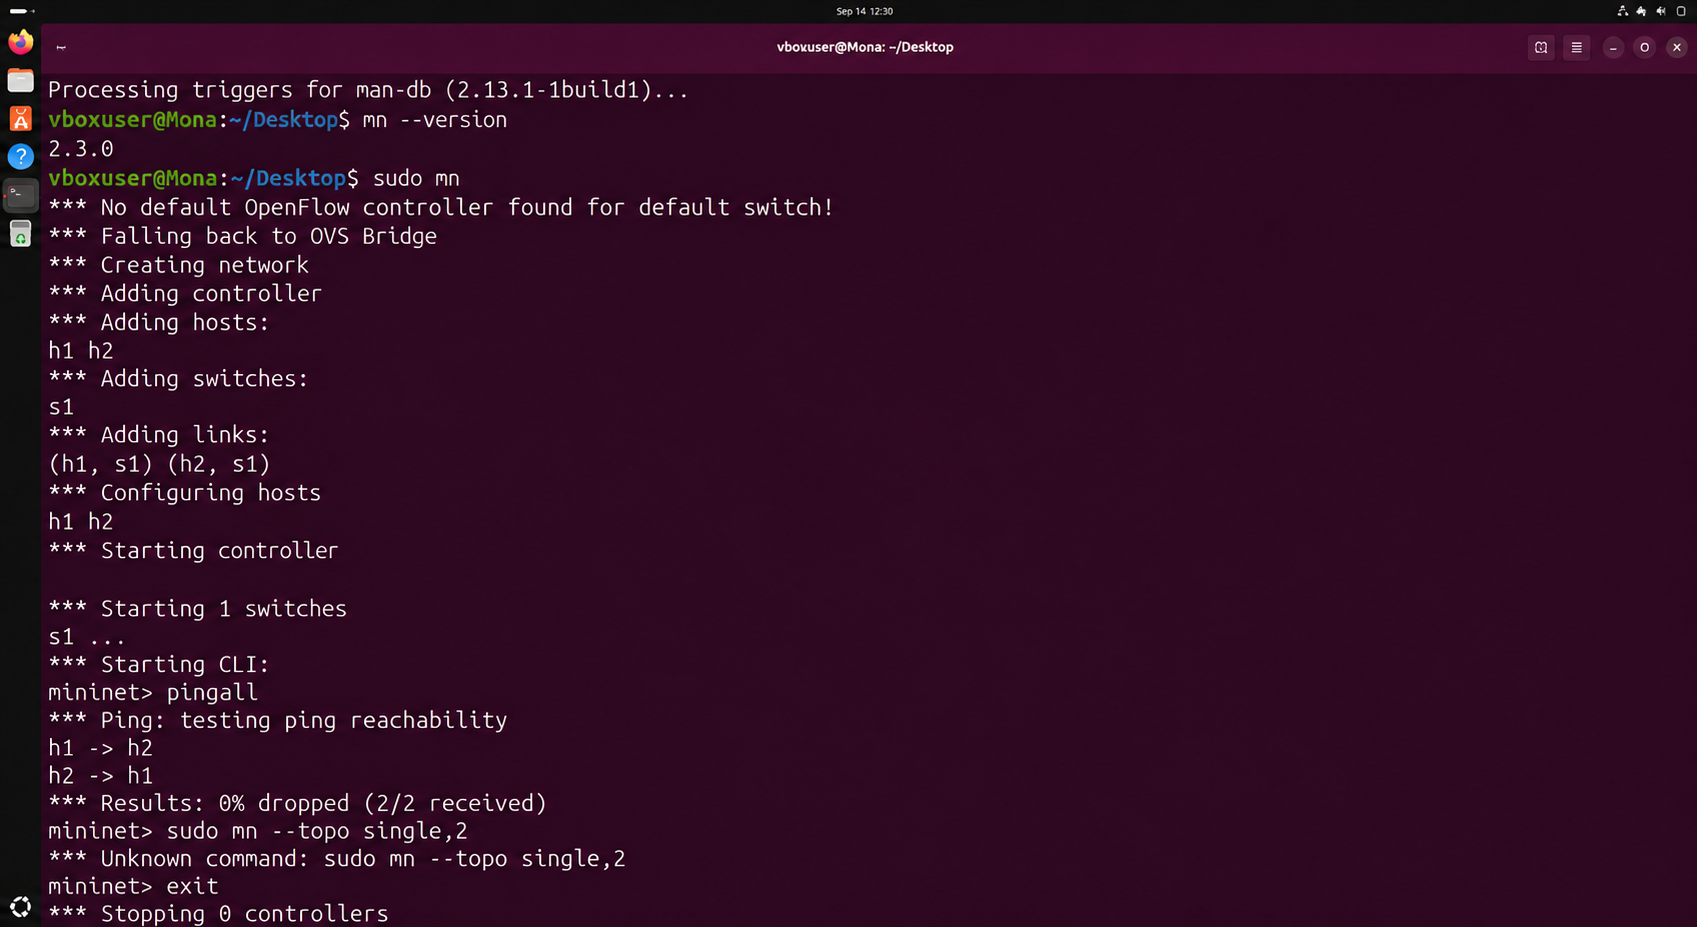 Sep 14 12:30
vboxuser@Mona: ~/Desktop
Processing triggers for man-db (2.13.1-1build1)...
vboxuser@Mona:~/Desktop$ mn --version
2.3.0
vboxuser@Mona:~/Desktop$ sudo mn
*** No default OpenFlow controller found for default switch!
*** Falling back to OVS Bridge
*** Creating network
*** Adding controller
*** Adding hosts:
h1 h2
*** Adding switches:
s1
*** Adding links:
(h1, s1) (h2, s1)
*** Configuring hosts
h1 h2
*** Starting controller

*** Starting 1 switches
s1 ...
*** Starting CLI:
mininet> pingall
*** Ping: testing ping reachability
h1 -> h2
h2 -> h1
*** Results: 0% dropped (2/2 received)
mininet> sudo mn --topo single,2
*** Unknown command: sudo mn --topo single,2
mininet> exit
*** Stopping 0 controllers